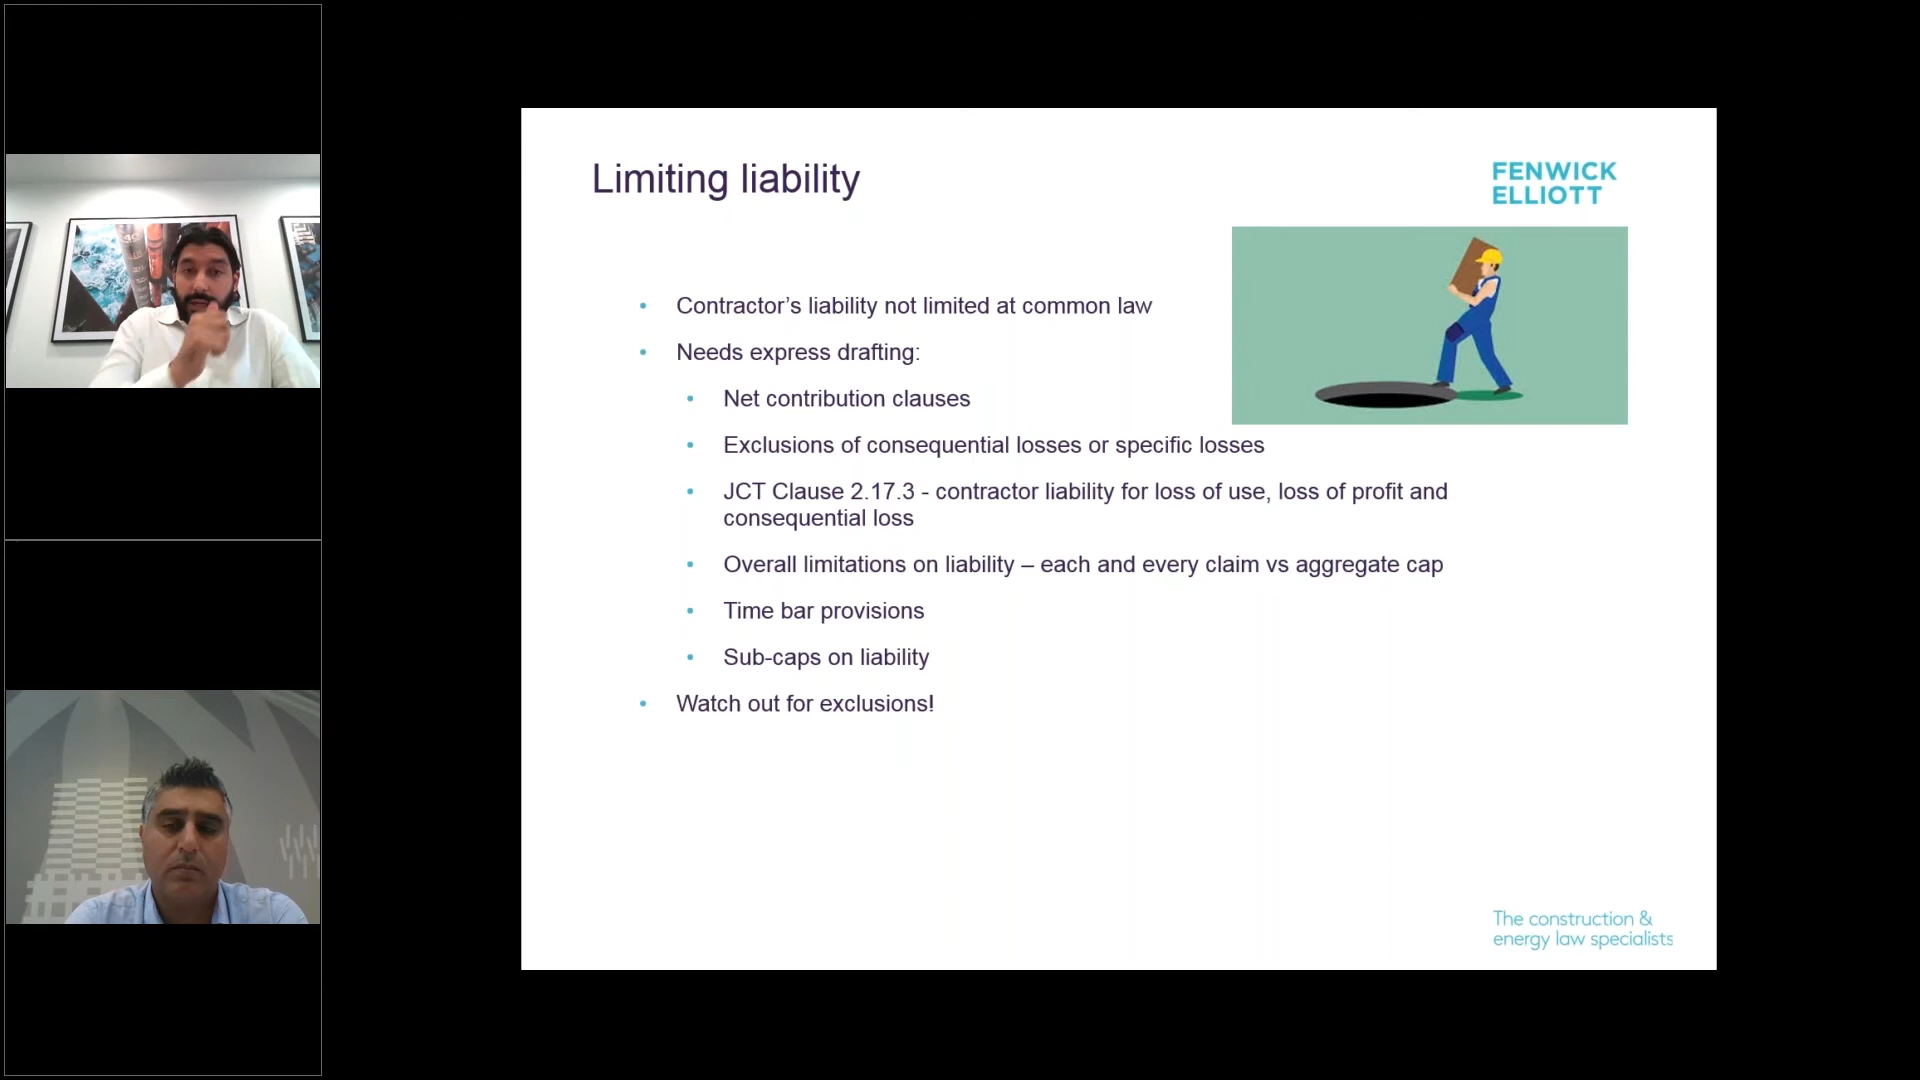 Limiting liability
FENWICK
ELLIOTT
• Contractor’s liability not limited at common law
• Needs express drafting:
• Net contribution clauses
• Exclusions of consequential losses or specific losses
• JCT Clause 2.17.3 - contractor liability for loss of use, loss of profit and
consequential loss
• Overall limitations on liability – each and every claim vs aggregate cap
• Time bar provisions
• Sub-caps on liability
• Watch out for exclusions!
The construction &
energy law specialists